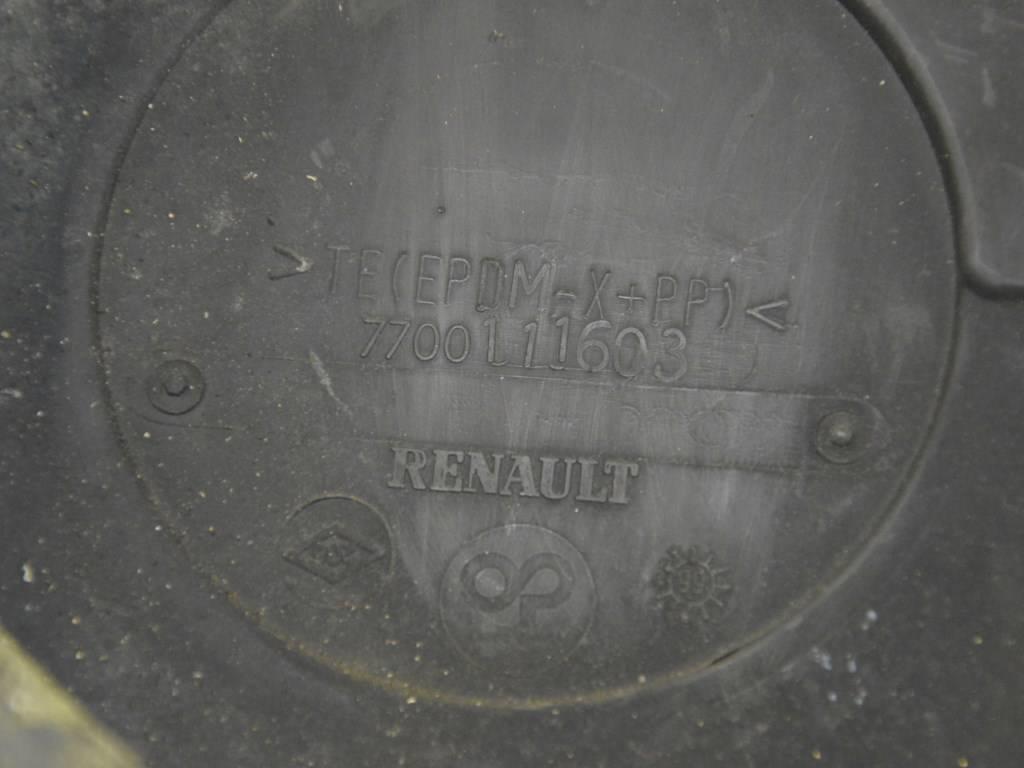 >TE(EPDM-X+PP)<
7700111603
RENAULT